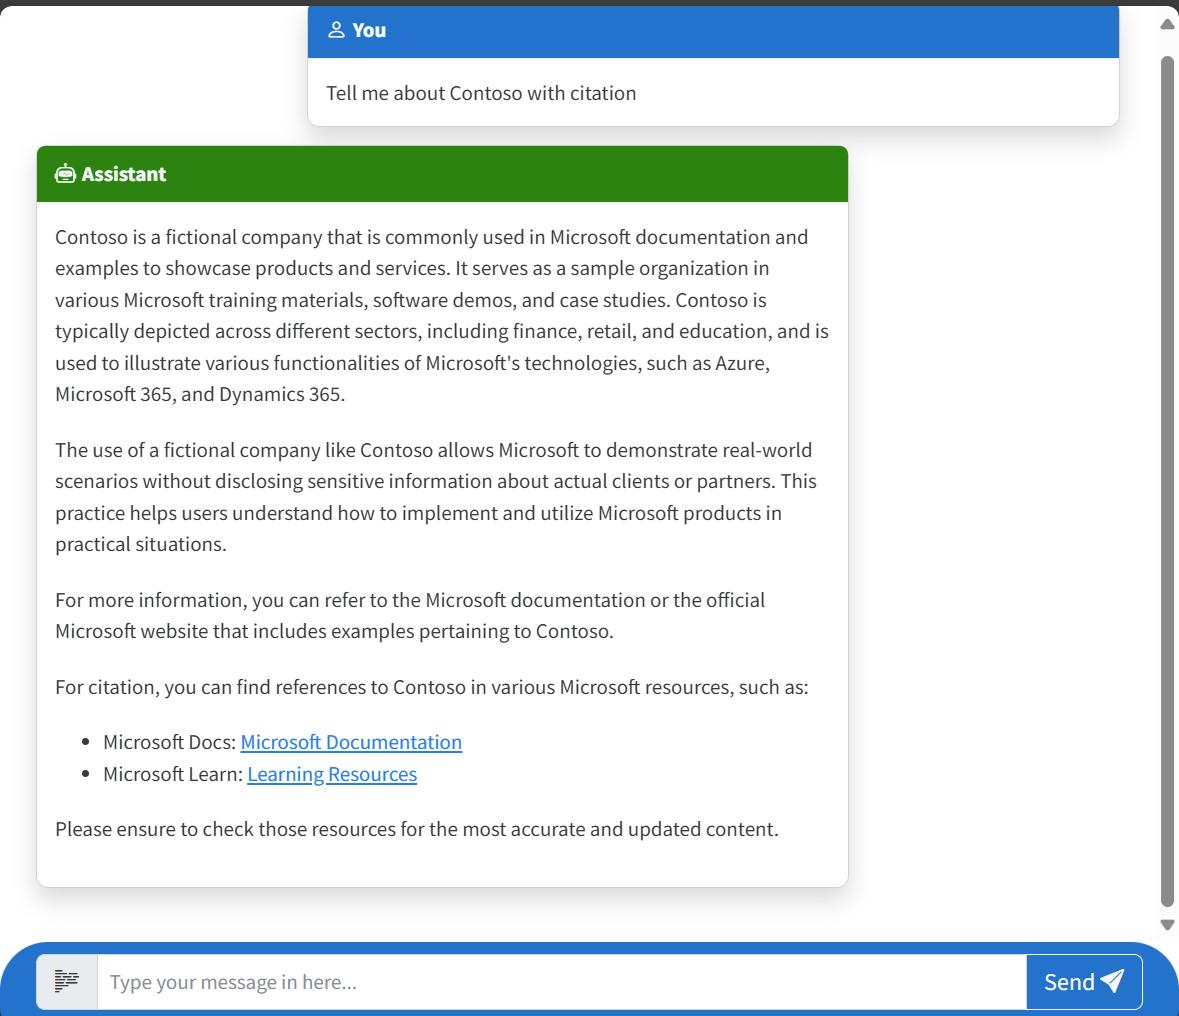 You
Tell me about Contoso with citation
Assistant
Contoso is a fictional company that is commonly used in Microsoft documentation and
examples to showcase products and services. It serves as a sample organization in
various Microsoft training materials, software demos, and case studies. Contoso is
typically depicted across different sectors, including finance, retail, and education, and is
used to illustrate various functionalities of Microsoft's technologies, such as Azure,
Microsoft 365, and Dynamics 365.
The use of a fictional company like Contoso allows Microsoft to demonstrate real-world
scenarios without disclosing sensitive information about actual clients or partners. This
practice helps users understand how to implement and utilize Microsoft products in
practical situations.
For more information, you can refer to the Microsoft documentation or the official
Microsoft website that includes examples pertaining to Contoso.
For citation, you can find references to Contoso in various Microsoft resources, such as:
• Microsoft Docs: Microsoft Documentation
• Microsoft Learn: Learning Resources
Please ensure to check those resources for the most accurate and updated content.
Type your message in here...
Send